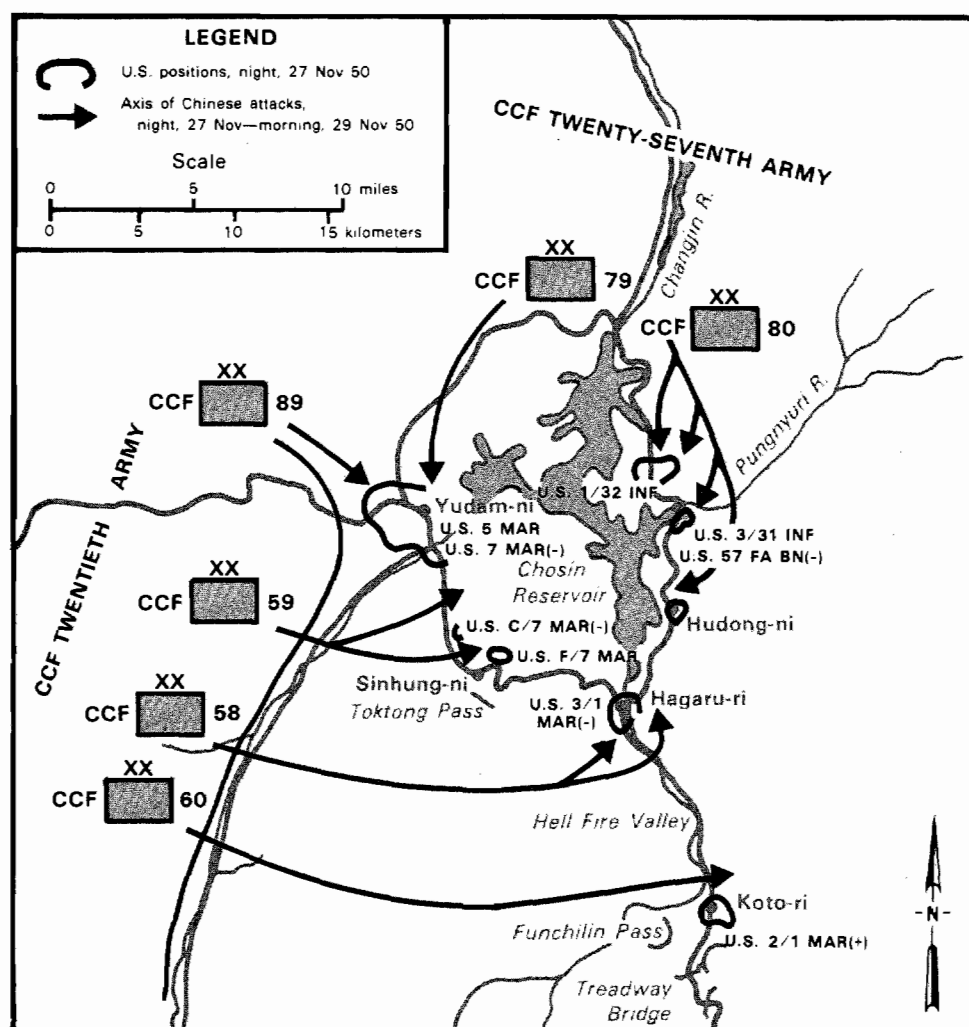 LEGEND
U.S. positions, night, 27 Nov 50
Axis of Chinese attacks,
night, 27 Nov—morning, 29 Nov 50
Scale
0 5 10 miles
0 5 10 15 kilometers
CCF TWENTY-SEVENTH ARMY
Changjin R.
XX
CCF 79
XX
CCF 80
Pungnyuri R.
XX
CCF 89
CCF TWENTIETH ARMY
U.S. 1/32 INF
Yudam-ni
U.S. 5 MAR
U.S. 7 MAR(-)
U.S. 3/31 INF
U.S. 57 FA BN(-)
Chosin
Reservoir
XX
CCF 59
U.S. C/7 MAR(-)
Hudong-ni
U.S. F/7 MAR
Sinhung-ni
Toktong Pass
U.S. 3/1
MAR(-)
Hagaru-ri
XX
CCF 58
XX
CCF 60
Hell Fire Valley
Koto-ri
Funchilin Pass
U.S. 2/1 MAR(+)
Treadway
Bridge
-N-